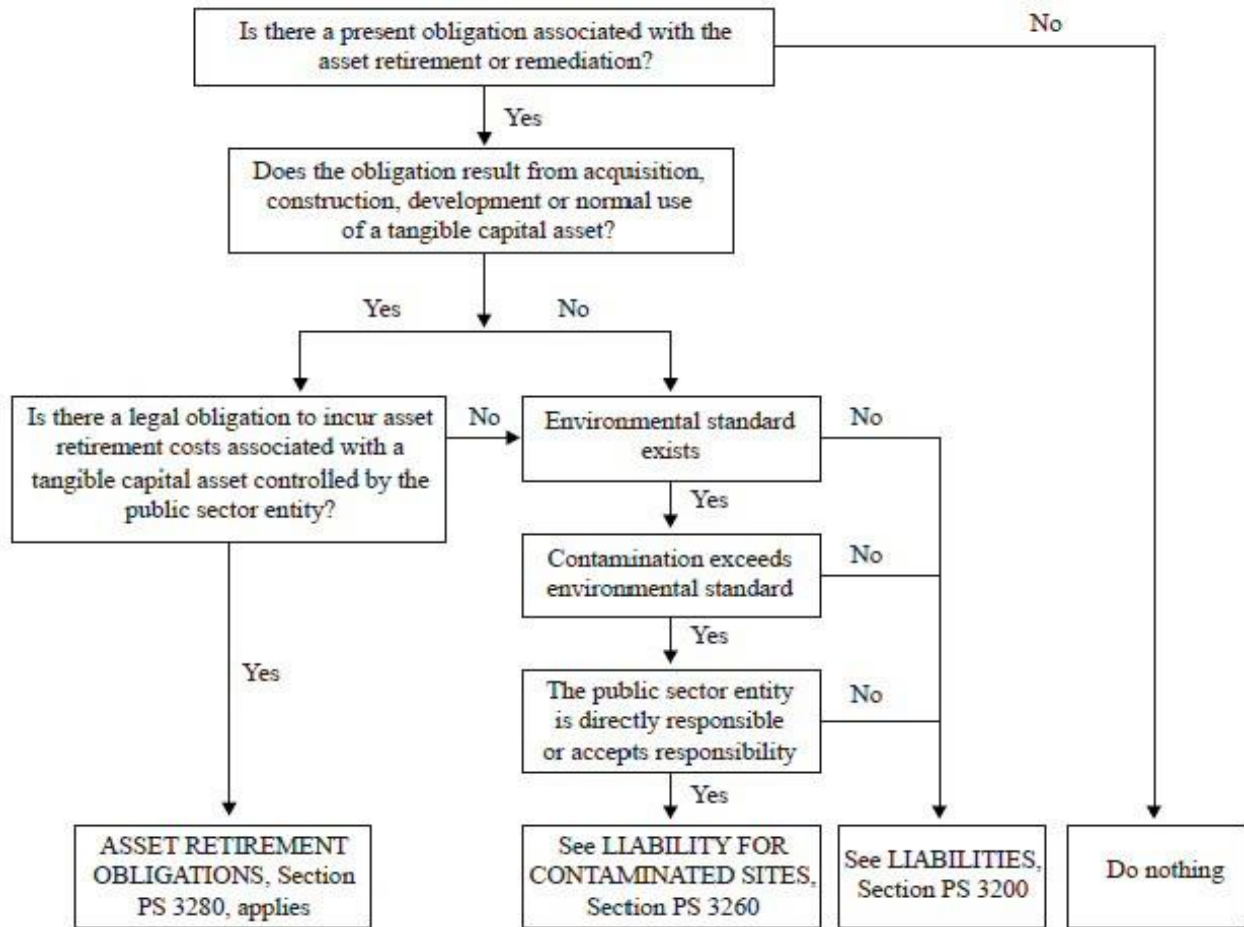 Is there a present obligation associated with the
asset retirement or remediation?
No
Yes
Does the obligation result from acquisition,
construction, development or normal use
of a tangible capital asset?
Yes
No
Is there a legal obligation to incur asset
retirement costs associated with a
tangible capital asset controlled by the
public sector entity?
No
Environmental standard
exists
No
Yes
Contamination exceeds
environmental standard
No
Yes
Yes
The public sector entity
is directly responsible
or accepts responsibility
No
Yes
ASSET RETIREMENT
OBLIGATIONS, Section
PS 3280, applies
See LIABILITY FOR
CONTAMINATED SITES,
Section PS 3260
See LIABILITIES,
Section PS 3200
Do nothing